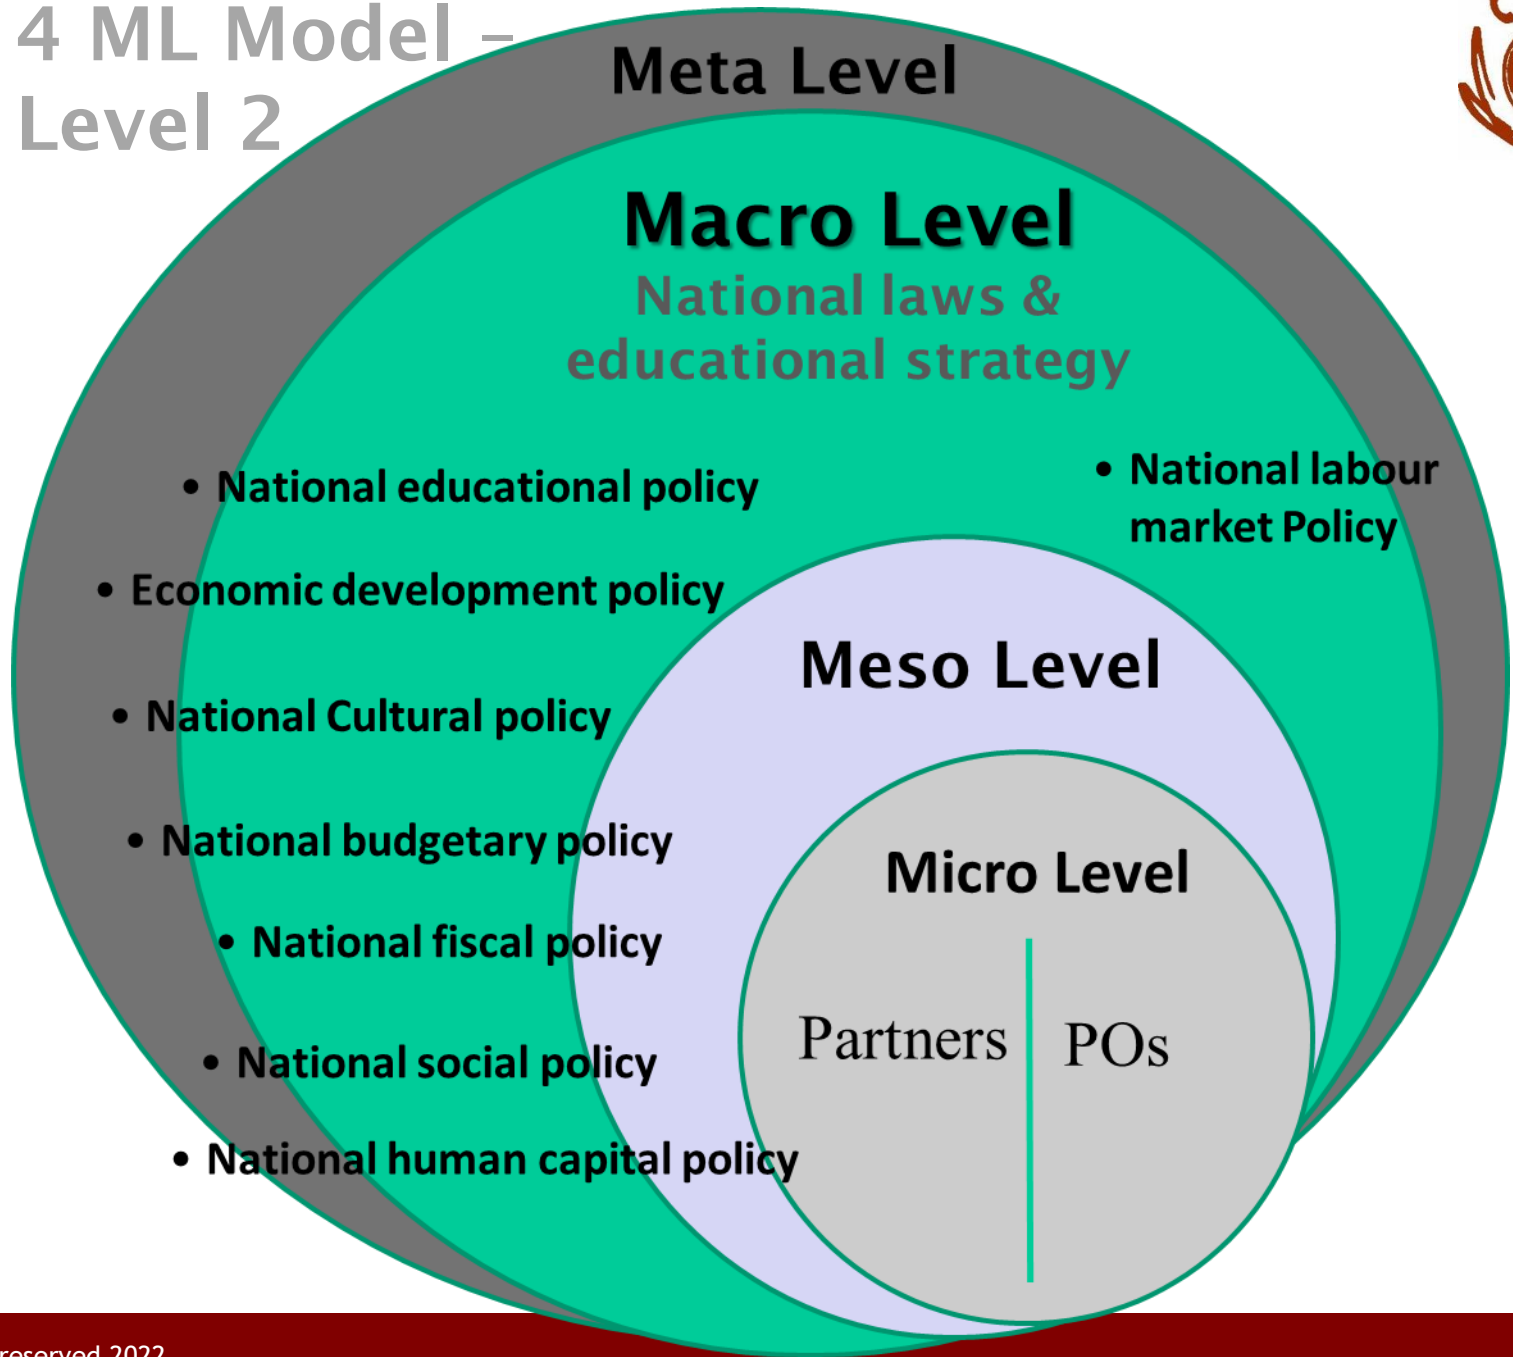 4 ML Model –
Level 2
Meta Level
Macro Level
National laws &
educational strategy
• National educational policy
• National labour
market Policy
• Economic development policy
Meso Level
• National Cultural policy
• National budgetary policy
Micro Level
• National fiscal policy
Partners
POs
• National social policy
• National human capital policy
reserved 2022